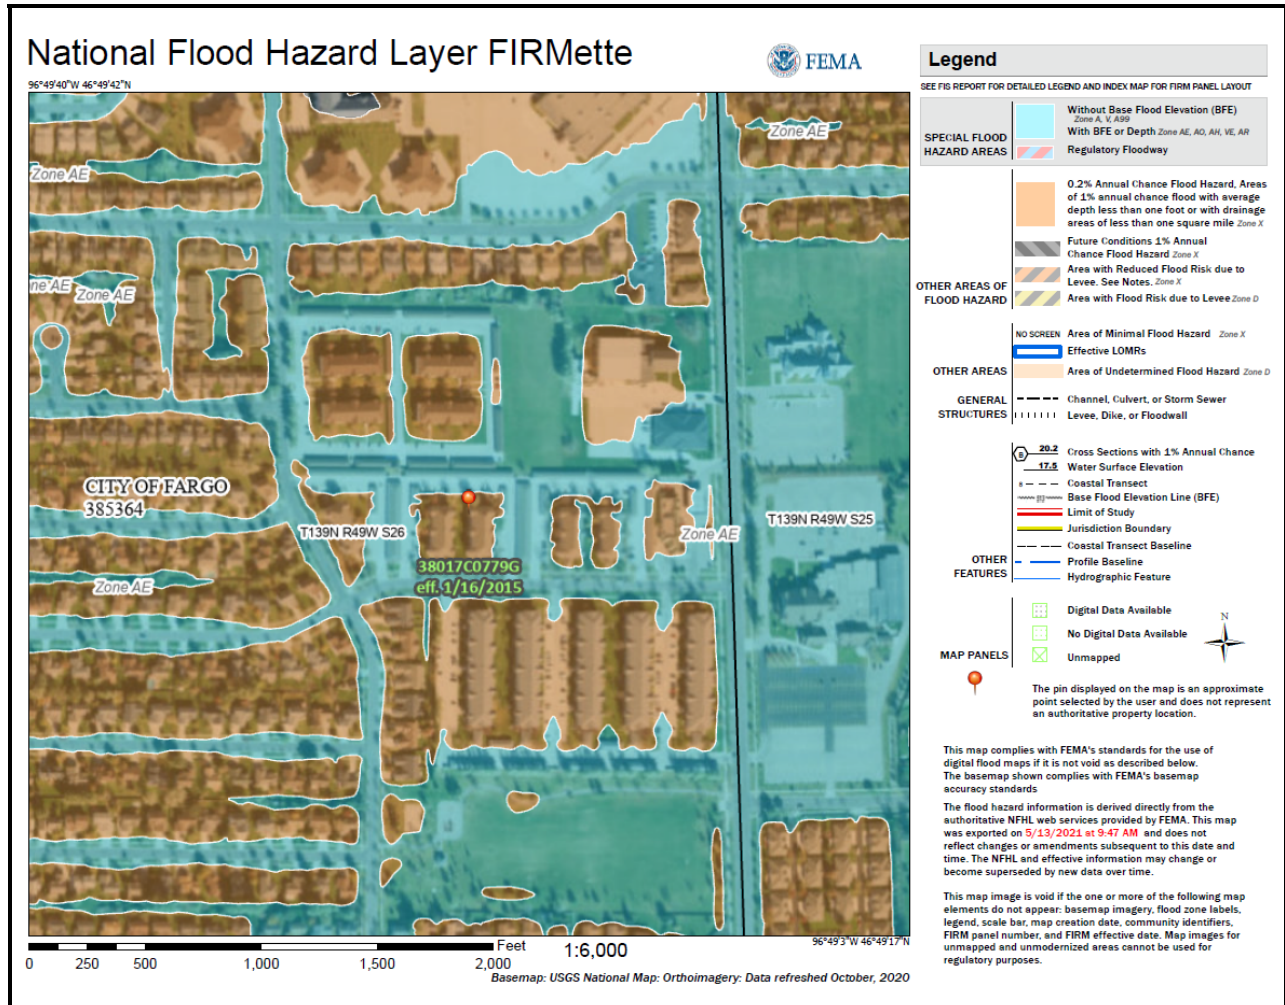 National Flood Hazard Layer FIRMette
FEMA
96°49'40"W 46°49'42"N
Zone AE
Zone AE
ne AE
Zone AE
CITY OF FARGO
385364
T139N R49W S26
T139N R49W S25
Zone AE
38017C0779G
eff. 1/16/2015
Zone AE
96°49'3"W 46°49'17"N
Feet
1:6,000
0
250
500
1,000
1,500
2,000
Basemap: USGS National Map: Orthoimagery: Data refreshed October, 2020
Legend
SEE FIS REPORT FOR DETAILED LEGEND AND INDEX MAP FOR FIRM PANEL LAYOUT
SPECIAL FLOOD
HAZARD AREAS
Without Base Flood Elevation (BFE)
Zone A, V, A99
With BFE or Depth Zone AE, AO, AH, VE, AR
Regulatory Floodway
OTHER AREAS OF
FLOOD HAZARD
0.2% Annual Chance Flood Hazard, Areas
of 1% annual chance flood with average
depth less than one foot or with drainage
areas of less than one square mile Zone X
Future Conditions 1% Annual
Chance Flood Hazard Zone X
Area with Reduced Flood Risk due to
Levee. See Notes. Zone X
Area with Flood Risk due to Levee Zone D
OTHER AREAS
NO SCREEN Area of Minimal Flood Hazard Zone X
Effective LOMRs
Area of Undetermined Flood Hazard Zone D
GENERAL
STRUCTURES
Channel, Culvert, or Storm Sewer
Levee, Dike, or Floodwall
OTHER
FEATURES
B 20.2 Cross Sections with 1% Annual Chance
17.5 Water Surface Elevation
8 Coastal Transect
513 Base Flood Elevation Line (BFE)
Limit of Study
Jurisdiction Boundary
Coastal Transect Baseline
Profile Baseline
Hydrographic Feature
MAP PANELS
Digital Data Available
No Digital Data Available
Unmapped
N
The pin displayed on the map is an approximate
point selected by the user and does not represent
an authoritative property location.
This map complies with FEMA's standards for the use of
digital flood maps if it is not void as described below.
The basemap shown complies with FEMA's basemap
accuracy standards
The flood hazard information is derived directly from the
authoritative NFHL web services provided by FEMA. This map
was exported on 5/13/2021 at 9:47 AM and does not
reflect changes or amendments subsequent to this date and
time. The NFHL and effective information may change or
become superseded by new data over time.
This map image is void if the one or more of the following map
elements do not appear: basemap imagery, flood zone labels,
legend, scale bar, map creation date, community identifiers,
FIRM panel number, and FIRM effective date. Map images for
unmapped and unmodernized areas cannot be used for
regulatory purposes.